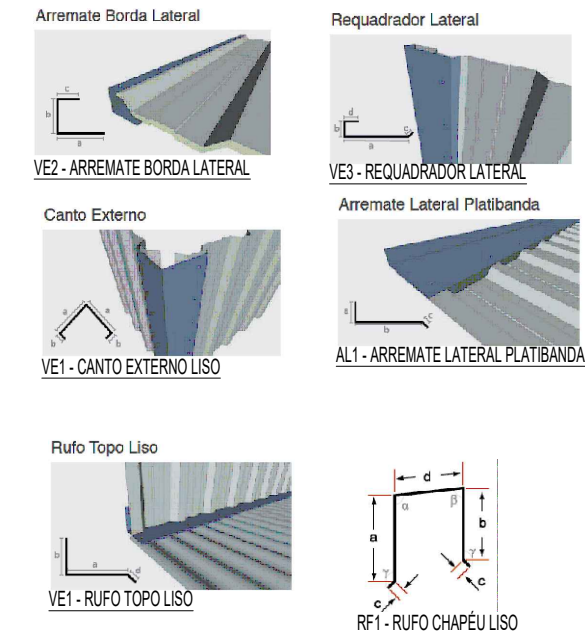 Arremate Borda Lateral
Requadrador Lateral
c
b
a
d
b
c
a
VE2 - ARREMATE BORDA LATERAL
VE3 - REQUADRADOR LATERAL
Canto Externo
Arremate Lateral Platibanda
a
a
b
b
a
b
c
VE1 - CANTO EXTERNO LISO
AL1 - ARREMATE LATERAL PLATIBANDA
Rufo Topo Liso
b
a
d
VE1 - RUFO TOPO LISO
d
α
β
a
b
γ
γ
c
c
RF1 - RUFO CHAPÉU LISO